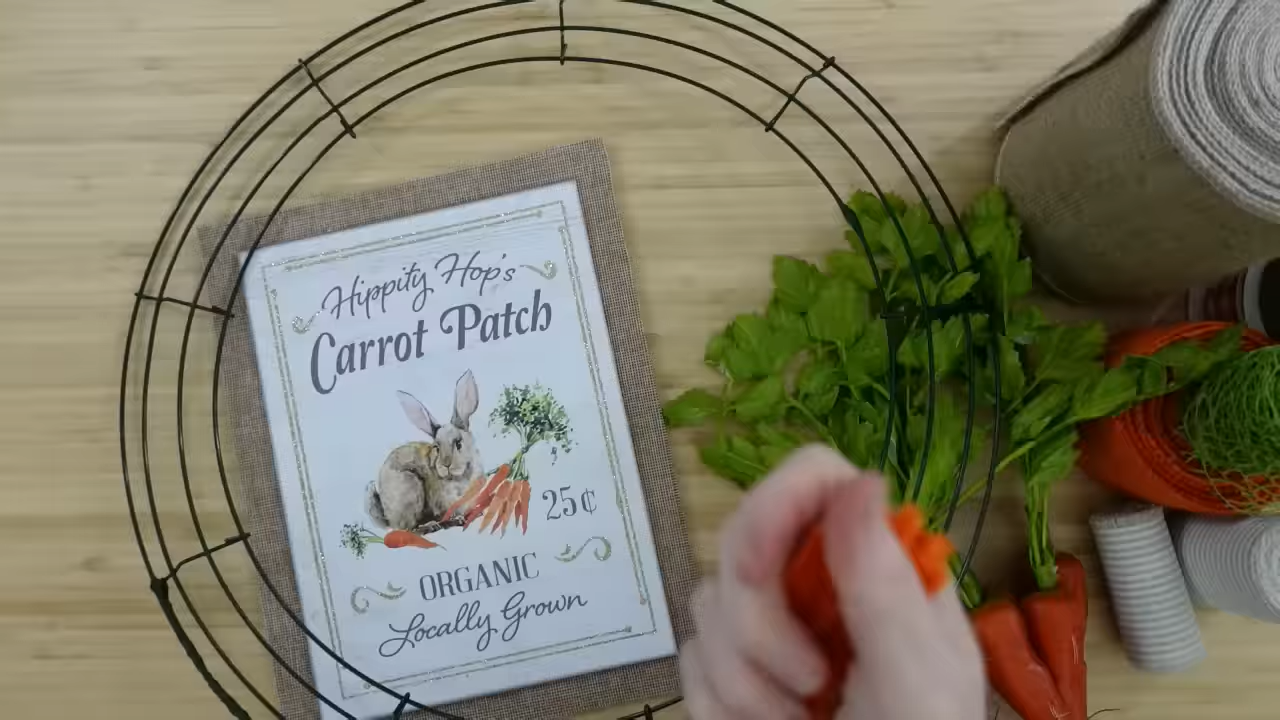 Hippity Hop's
Carrot Patch
25¢
ORGANIC
Locally Grown